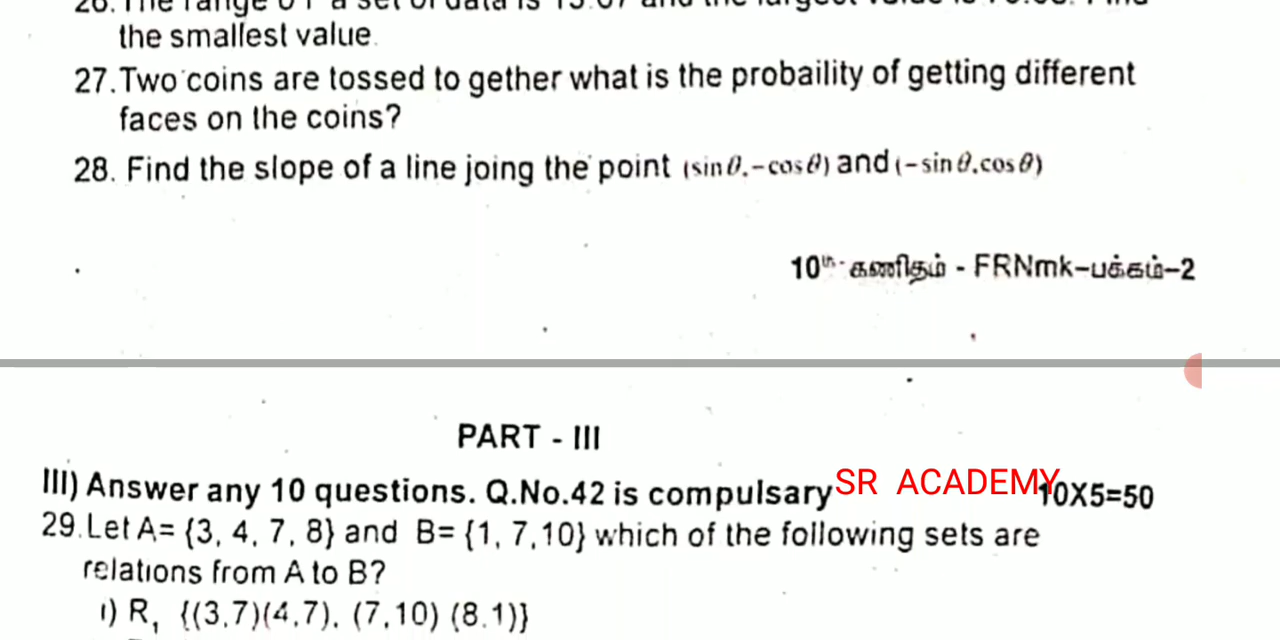 the smallest value.
27. Two coins are tossed to gether what is the probaility of getting different
faces on the coins?
28. Find the slope of a line joing the point (sinθ,-cosθ) and (-sinθ,cosθ)
10th கணிதம் - FRNmk-பக்கம்-2
PART - III
III) Answer any 10 questions. Q.No.42 is compulsary SR ACADEMY 10X5=50
29. Let A= {3, 4, 7, 8} and B= {1, 7,10} which of the following sets are
relations from A to B?
i) R₁ {(3,7)(4,7), (7,10) (8,1)}